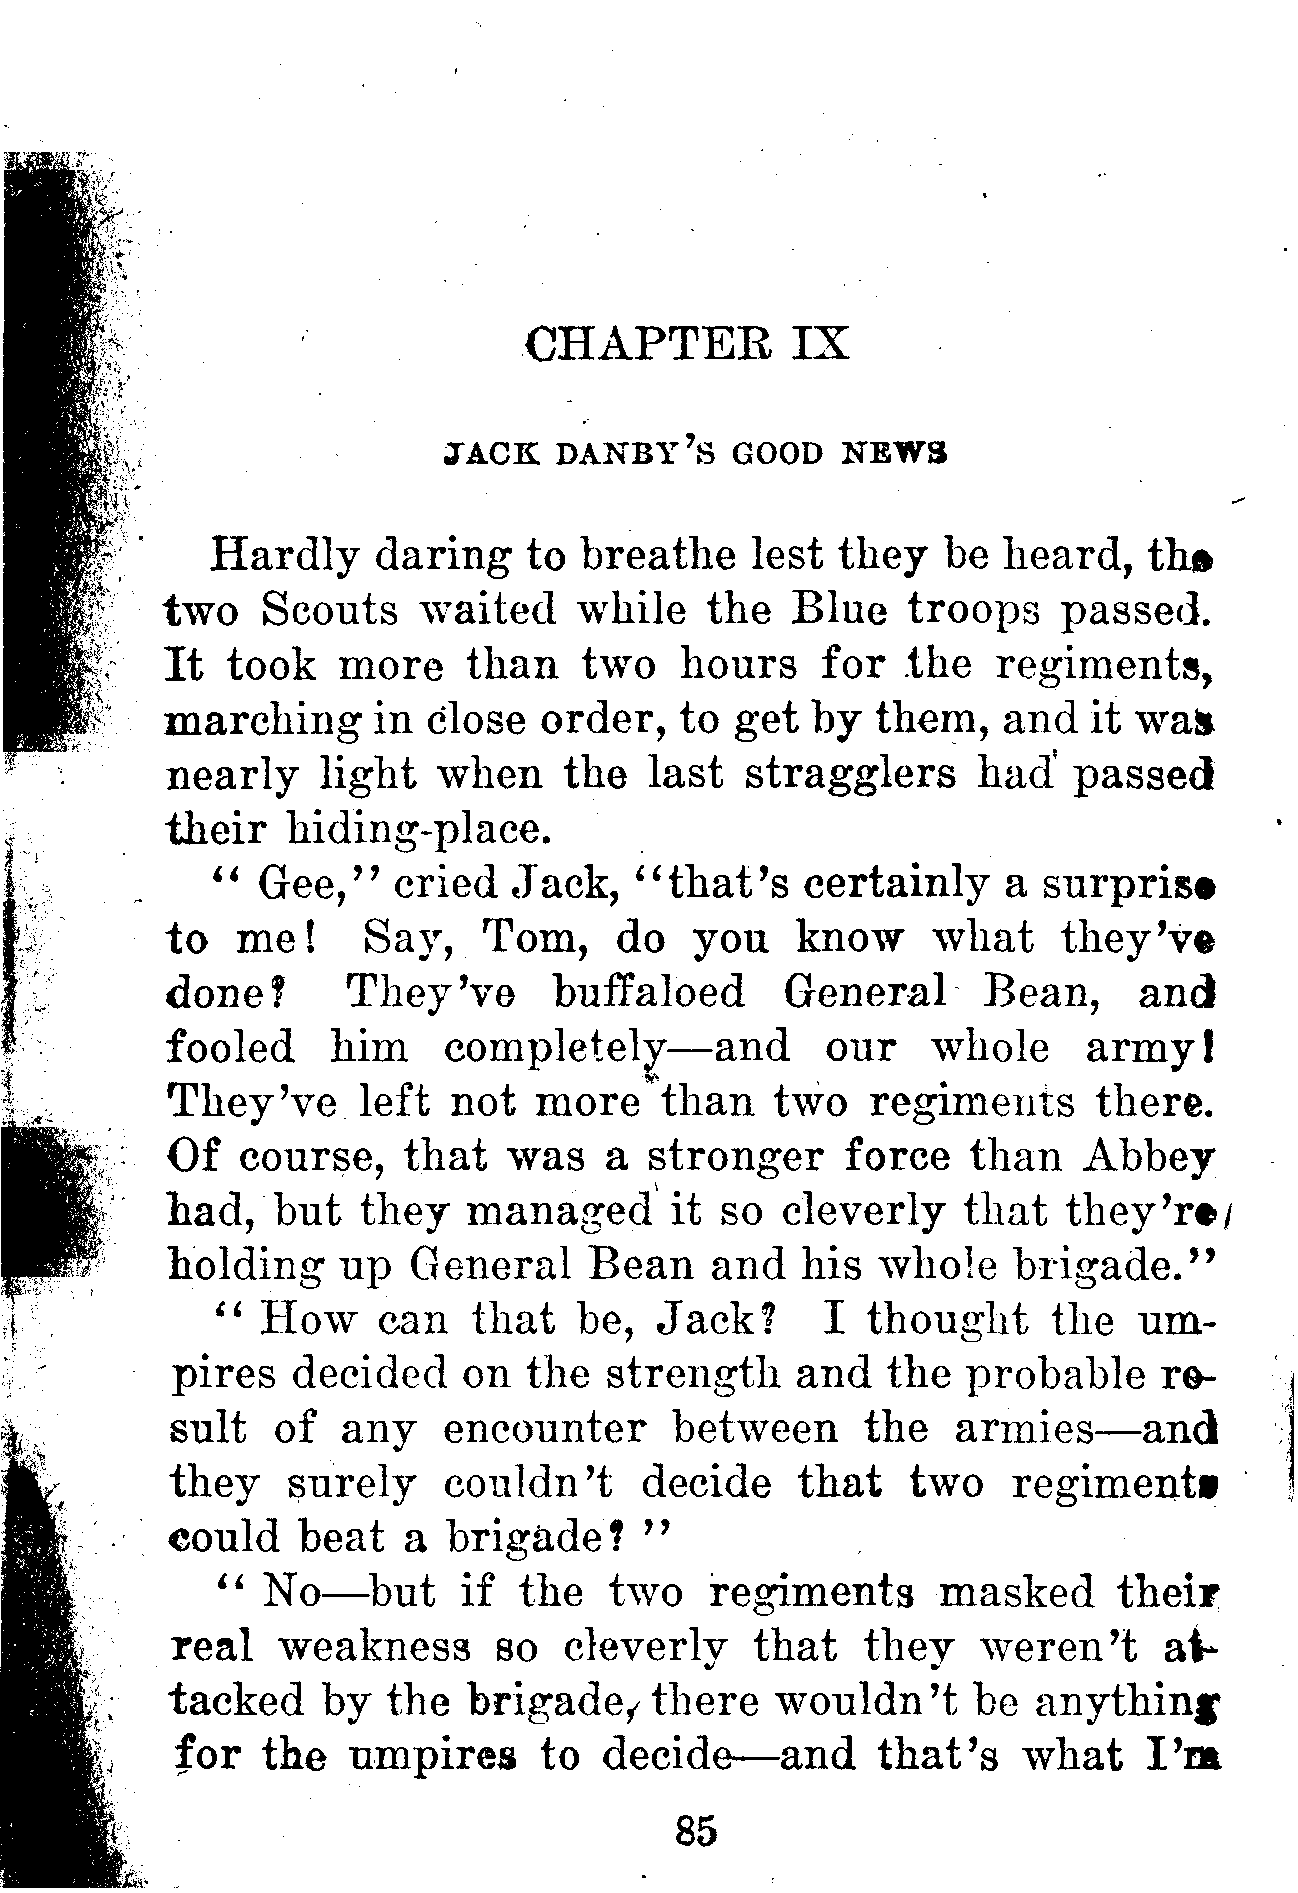 CHAPTER IX
JACK DANBY'S GOOD NEWS
Hardly daring to breathe lest they be heard, the
two Scouts waited while the Blue troops passed.
It took more than two hours for the regiments,
marching in close order, to get by them, and it was
nearly light when the last stragglers had passed
their hiding-place.
“ Gee,” cried Jack, “that's certainly a surprise
to me! Say, Tom, do you know what they've
done? They've buffaloed General Bean, and
fooled him completely—and our whole army!
They've left not more than two regiments there.
Of course, that was a stronger force than Abbey
had, but they managed it so cleverly that they're
holding up General Bean and his whole brigade.”
“ How can that be, Jack? I thought the um-
pires decided on the strength and the probable re-
sult of any encounter between the armies—and
they surely couldn't decide that two regiments
could beat a brigade? ”
“ No—but if the two regiments masked their
real weakness so cleverly that they weren't at-
tacked by the brigade, there wouldn't be anything
for the umpires to decide—and that's what I'm
85